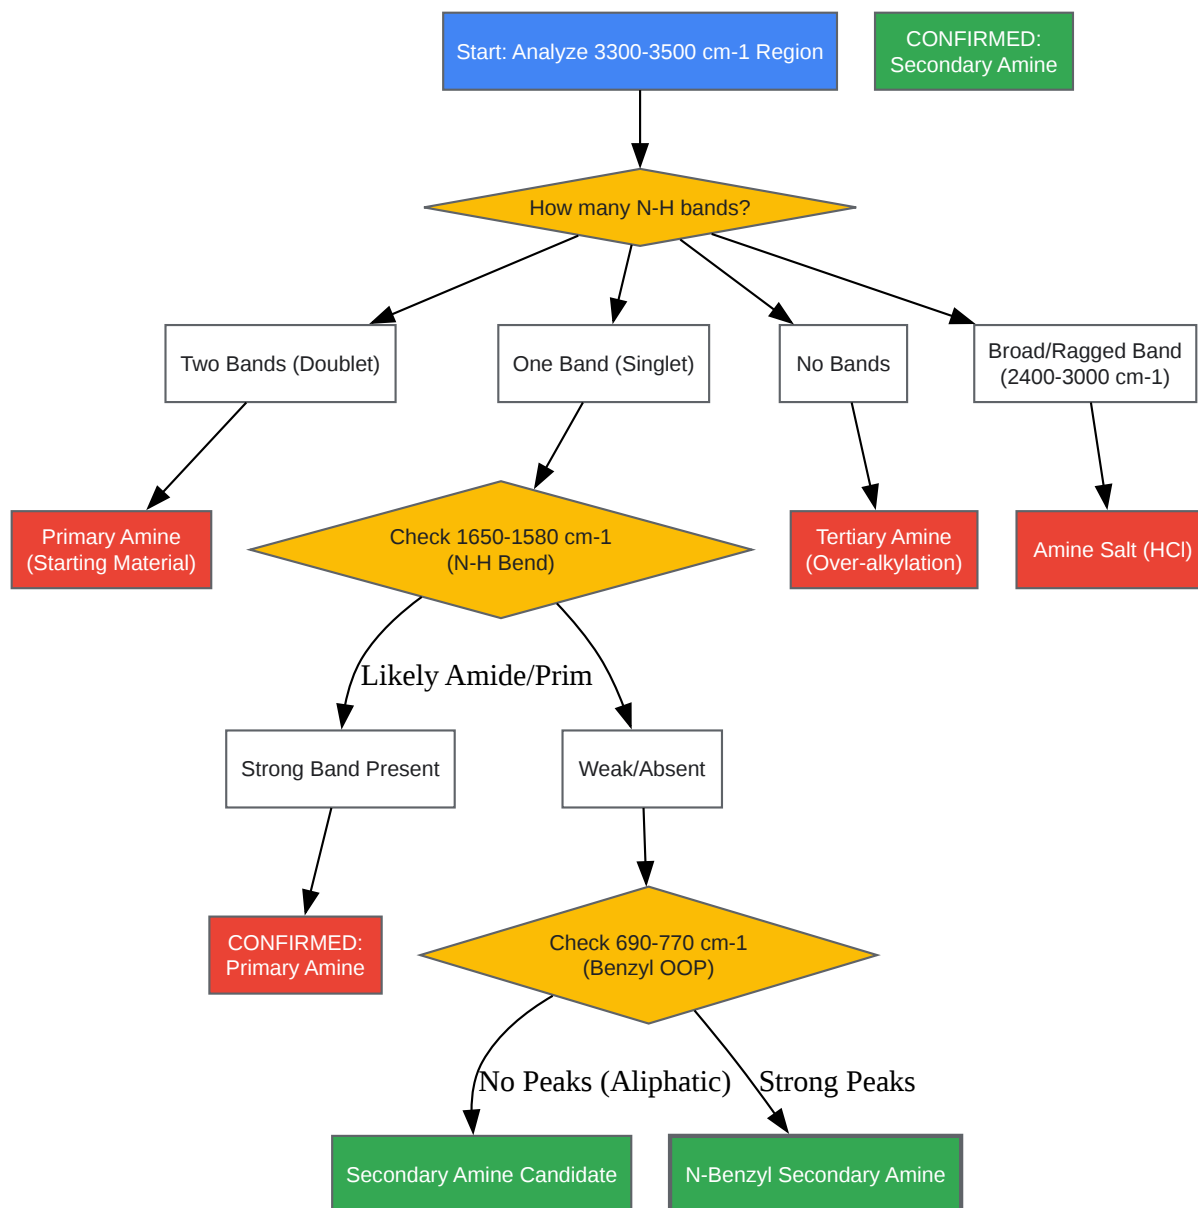 Start: Analyze 3300-3500 cm-1 Region
CONFIRMED:
Secondary Amine
How many N-H bands?
Two Bands (Doublet)
One Band (Singlet)
No Bands
Broad/Ragged Band
(2400-3000 cm-1)
Primary Amine
(Starting Material)
Check 1650-1580 cm-1
(N-H Bend)
Tertiary Amine
(Over-alkylation)
Amine Salt (HCl)
Likely Amide/Prim
Strong Band Present
Weak/Absent
CONFIRMED:
Primary Amine
Check 690-770 cm-1
(Benzyl OOP)
No Peaks (Aliphatic)
Strong Peaks
Secondary Amine Candidate
N-Benzyl Secondary Amine